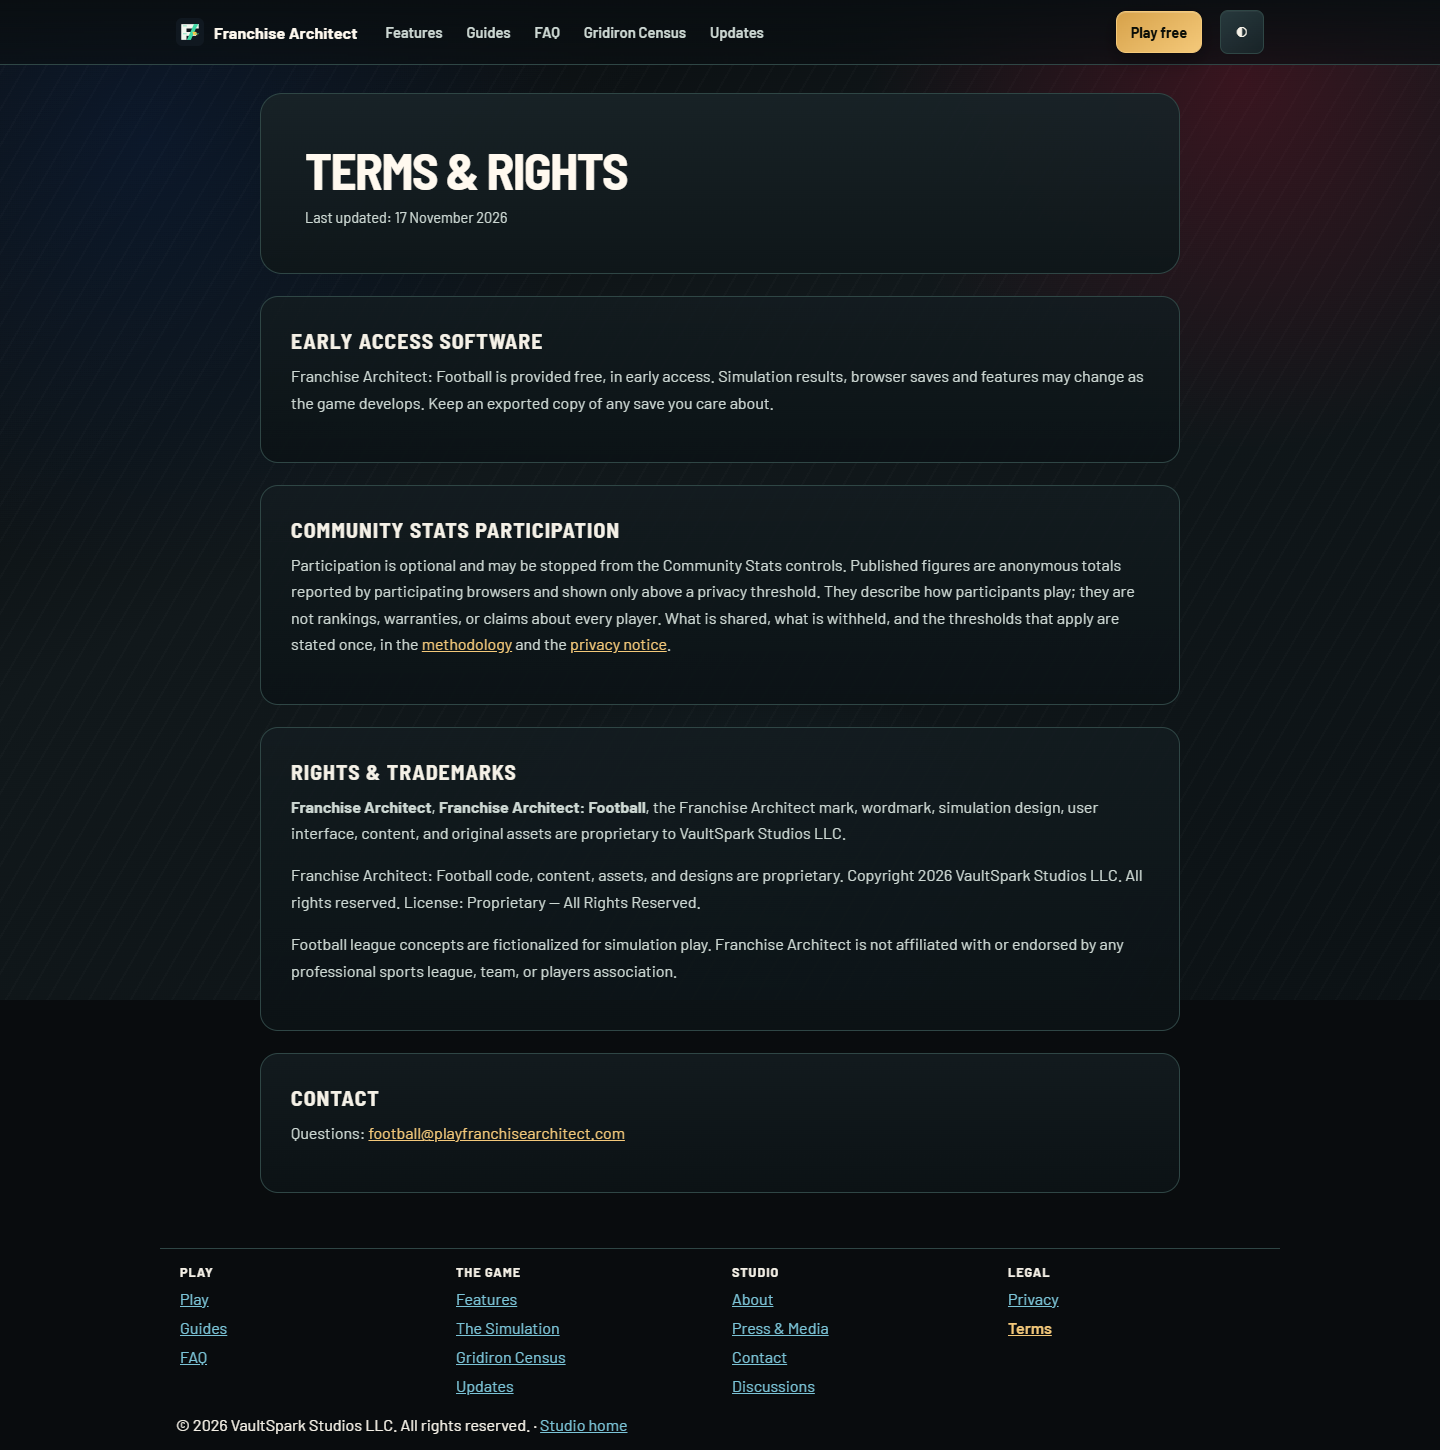 Franchise Architect Features Guides FAQ Gridiron Census Updates Play free
TERMS & RIGHTS
Last updated: 17 November 2026
EARLY ACCESS SOFTWARE
Franchise Architect: Football is provided free, in early access. Simulation results, browser saves and features may change as
the game develops. Keep an exported copy of any save you care about.
COMMUNITY STATS PARTICIPATION
Participation is optional and may be stopped from the Community Stats controls. Published figures are anonymous totals
reported by participating browsers and shown only above a privacy threshold. They describe how participants play; they are
not rankings, warranties, or claims about every player. What is shared, what is withheld, and the thresholds that apply are
stated once, in the methodology and the privacy notice.
RIGHTS & TRADEMARKS
Franchise Architect, Franchise Architect: Football, the Franchise Architect mark, wordmark, simulation design, user
interface, content, and original assets are proprietary to VaultSpark Studios LLC.
Franchise Architect: Football code, content, assets, and designs are proprietary. Copyright 2026 VaultSpark Studios LLC. All
rights reserved. License: Proprietary — All Rights Reserved.
Football league concepts are fictionalized for simulation play. Franchise Architect is not affiliated with or endorsed by any
professional sports league, team, or players association.
CONTACT
Questions: football@playfranchisearchitect.com
PLAY
Play
Guides
FAQ
THE GAME
Features
The Simulation
Gridiron Census
Updates
STUDIO
About
Press & Media
Contact
Discussions
LEGAL
Privacy
Terms
© 2026 VaultSpark Studios LLC. All rights reserved. · Studio home